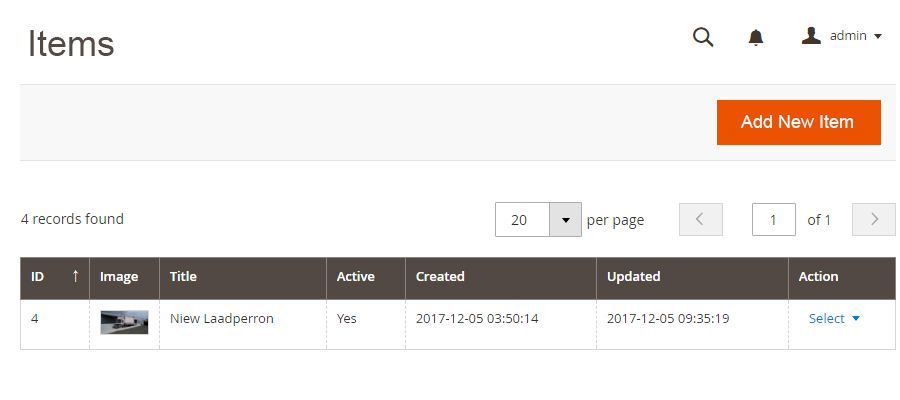 Items
admin
Add New Item
4 records found 20 per page 1 of 1
ID ↑ Image Title Active Created Updated Action
4 Niew Laadperron Yes 2017-12-05 03:50:14 2017-12-05 09:35:19 Select